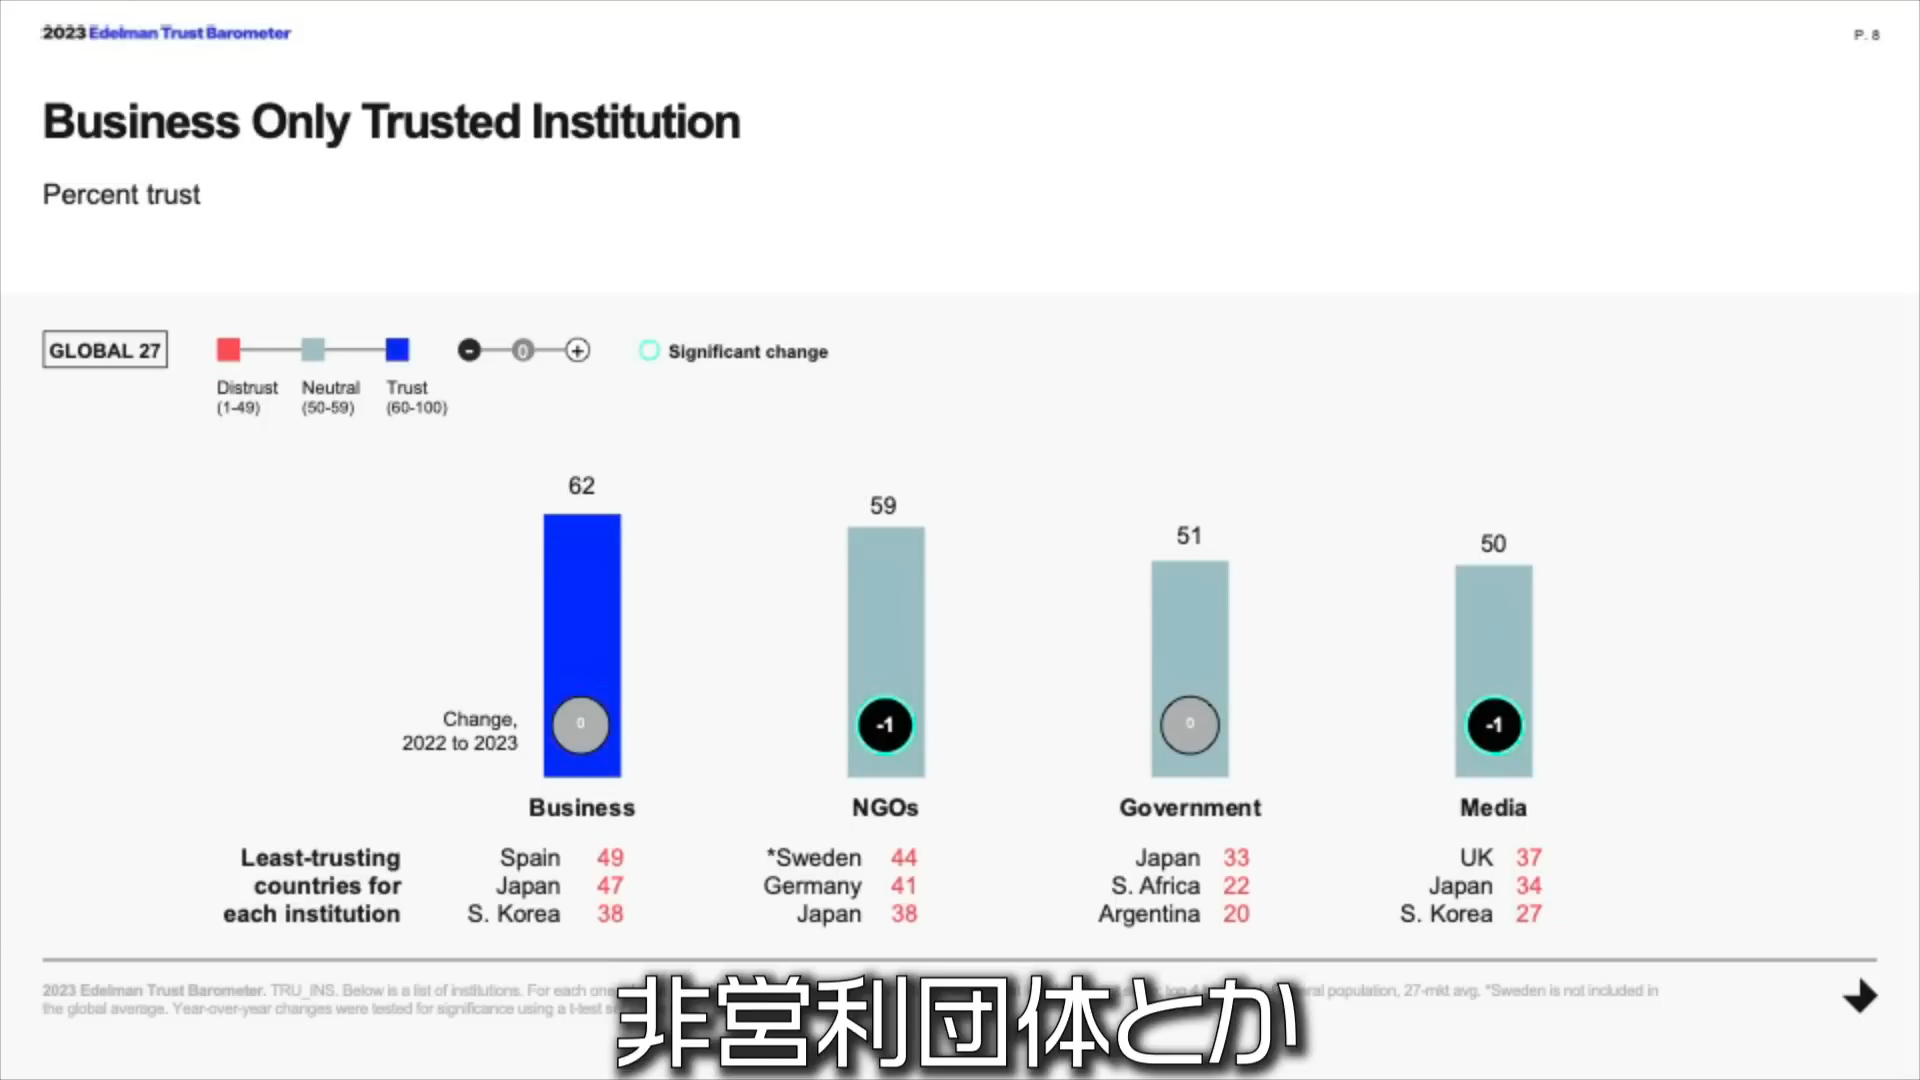 2023 Edelman Trust Barometer
P. 8
Business Only Trusted Institution
Percent trust
GLOBAL 27
Distrust
(1-49)
Neutral
(50-59)
Trust
(60-100)
- 0 +
Significant change
62
59
51
50
Change,
2022 to 2023
0
-1
0
-1
Business
NGOs
Government
Media
Least-trusting
countries for
each institution
Spain 49
Japan 47
S. Korea 38
*Sweden 44
Germany 41
Japan 38
Japan 33
S. Africa 22
Argentina 20
UK 37
Japan 34
S. Korea 27
2023 Edelman Trust Barometer. TRU_INS. Below is a list of institutions. For each one population, 27-mkt avg. *Sweden is not included in
the global average. Year-over-year changes were tested for significance using a t-test
非営利団体とか